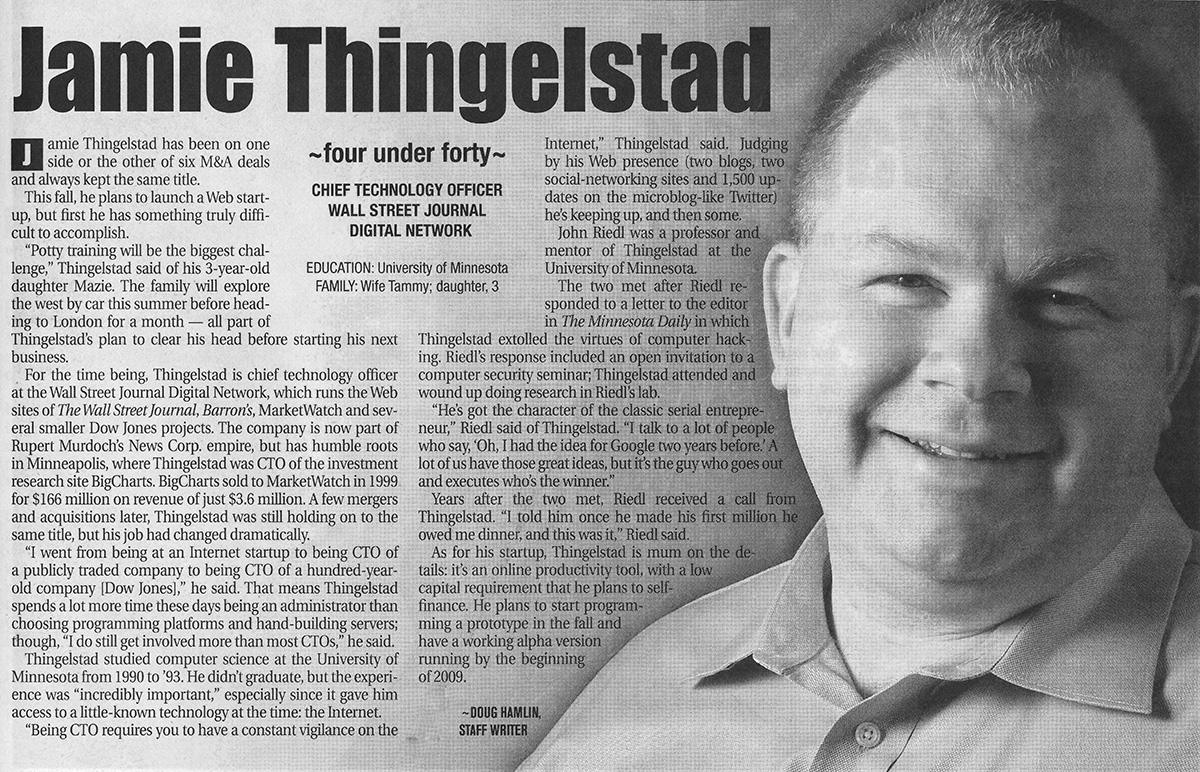 Jamie Thingelstad
Jamie Thingelstad has been on one
side or the other of six M&A deals
and always kept the same title.
This fall, he plans to launch a Web start-
up, but first he has something truly diffi-
cult to accomplish.
“Potty training will be the biggest chal-
lenge,” Thingelstad said of his 3-year-old
daughter Mazie. The family will explore
the west by car this summer before head-
ing to London for a month — all part of
Thingelstad’s plan to clear his head before starting his next
business.
For the time being, Thingelstad is chief technology officer
at the Wall Street Journal Digital Network, which runs the Web
sites of The Wall Street Journal, Barron’s, MarketWatch and sev-
eral smaller Dow Jones projects. The company is now part of
Rupert Murdoch’s News Corp. empire, but has humble roots
in Minneapolis, where Thingelstad was CTO of the investment
research site BigCharts. BigCharts sold to MarketWatch in 1999
for $166 million on revenue of just $3.6 million. A few mergers
and acquisitions later, Thingelstad was still holding on to the
same title, but his job had changed dramatically.
“I went from being at an Internet startup to being CTO of
a publicly traded company to being CTO of a hundred-year-
old company [Dow Jones],” he said. That means Thingelstad
spends a lot more time these days being an administrator than
choosing programming platforms and hand-building servers;
though, “I do still get involved more than most CTOs,” he said.
Thingelstad studied computer science at the University of
Minnesota from 1990 to ’93. He didn’t graduate, but the experi-
ence was “incredibly important,” especially since it gave him
access to a little-known technology at the time: the Internet.
“Being CTO requires you to have a constant vigilance on the
~four under forty~
CHIEF TECHNOLOGY OFFICER
WALL STREET JOURNAL
DIGITAL NETWORK
EDUCATION: University of Minnesota
FAMILY: Wife Tammy; daughter, 3
Internet,” Thingelstad said. Judging
by his Web presence (two blogs, two
social-networking sites and 1,500 up-
dates on the microblog-like Twitter)
he’s keeping up, and then some.
John Riedl was a professor and
mentor of Thingelstad at the
University of Minnesota.
The two met after Riedl re-
sponded to a letter to the editor
in The Minnesota Daily in which
Thingelstad extolled the virtues of computer hack-
ing. Riedl’s response included an open invitation to a
computer security seminar; Thingelstad attended and
wound up doing research in Riedl’s lab.
“He’s got the character of the classic serial entrepre-
neur,” Riedl said of Thingelstad. “I talk to a lot of people
who say, ‘Oh, I had the idea for Google two years before.’ A
lot of us have those great ideas, but it’s the guy who goes out
and executes who’s the winner.”
Years after the two met, Riedl received a call from
Thingelstad. “I told him once he made his first million he
owed me dinner, and this was it,” Riedl said.
As for his startup, Thingelstad is mum on the de-
tails: it’s an online productivity tool, with a low
capital requirement that he plans to self-
finance. He plans to start program-
ming a prototype in the fall and
have a working alpha version
running by the beginning
of 2009.
~DOUG HAMLIN,
STAFF WRITER